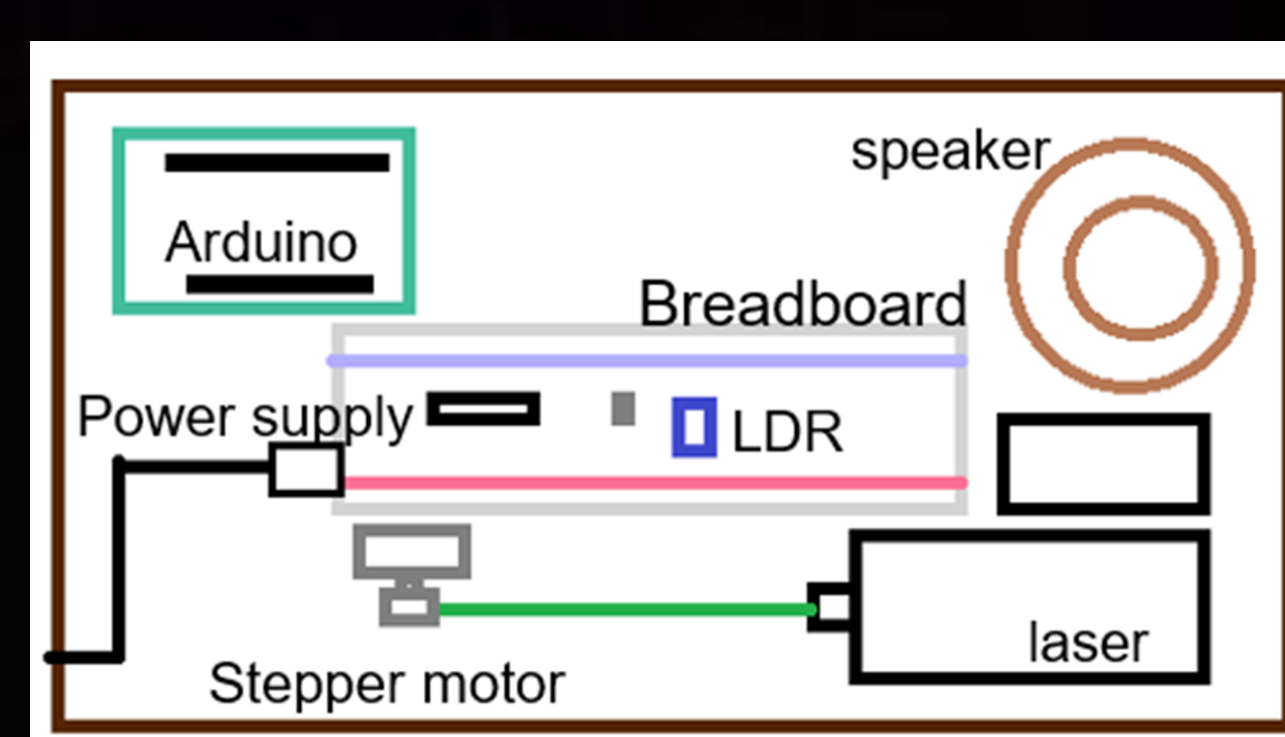 speaker
Arduino
Breadboard
Power supply
LDR
laser
Stepper motor